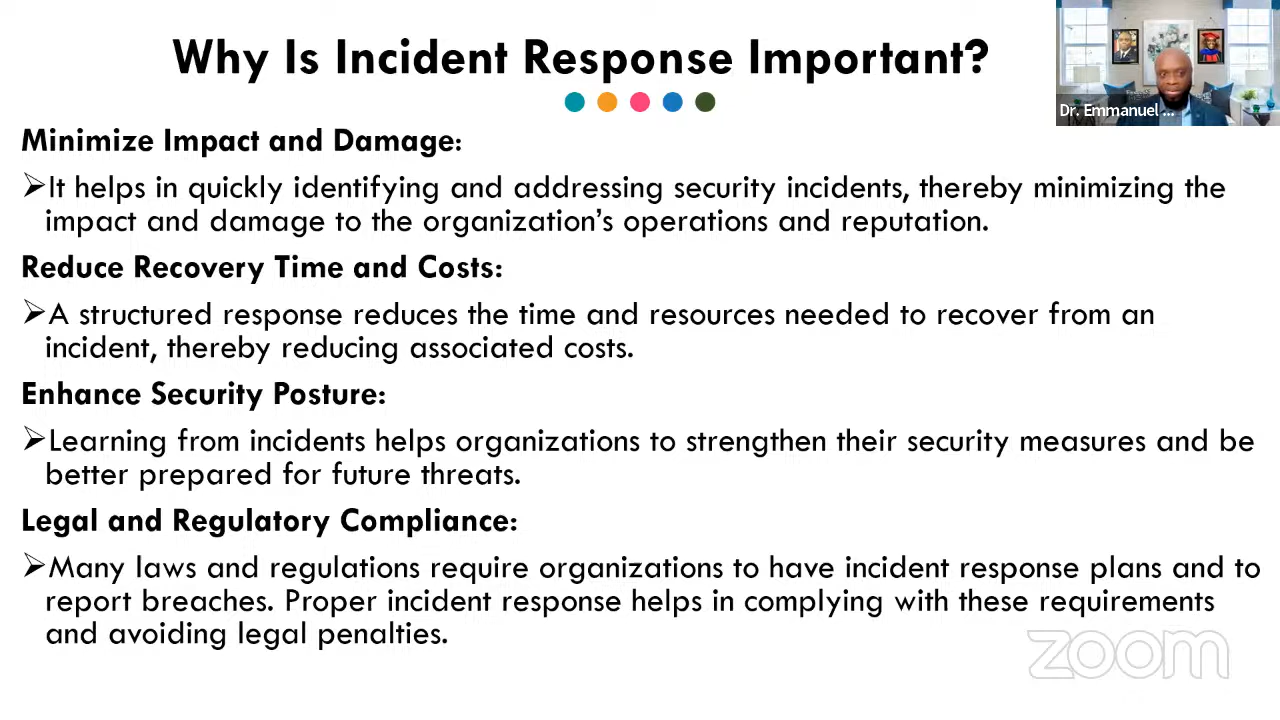 Why Is Incident Response Important?
Dr. Emmanuel ...
Minimize Impact and Damage:
➢It helps in quickly identifying and addressing security incidents, thereby minimizing the
impact and damage to the organization’s operations and reputation.
Reduce Recovery Time and Costs:
➢A structured response reduces the time and resources needed to recover from an
incident, thereby reducing associated costs.
Enhance Security Posture:
➢Learning from incidents helps organizations to strengthen their security measures and be
better prepared for future threats.
Legal and Regulatory Compliance:
➢Many laws and regulations require organizations to have incident response plans and to
report breaches. Proper incident response helps in complying with these requirements
and avoiding legal penalties.
zoom